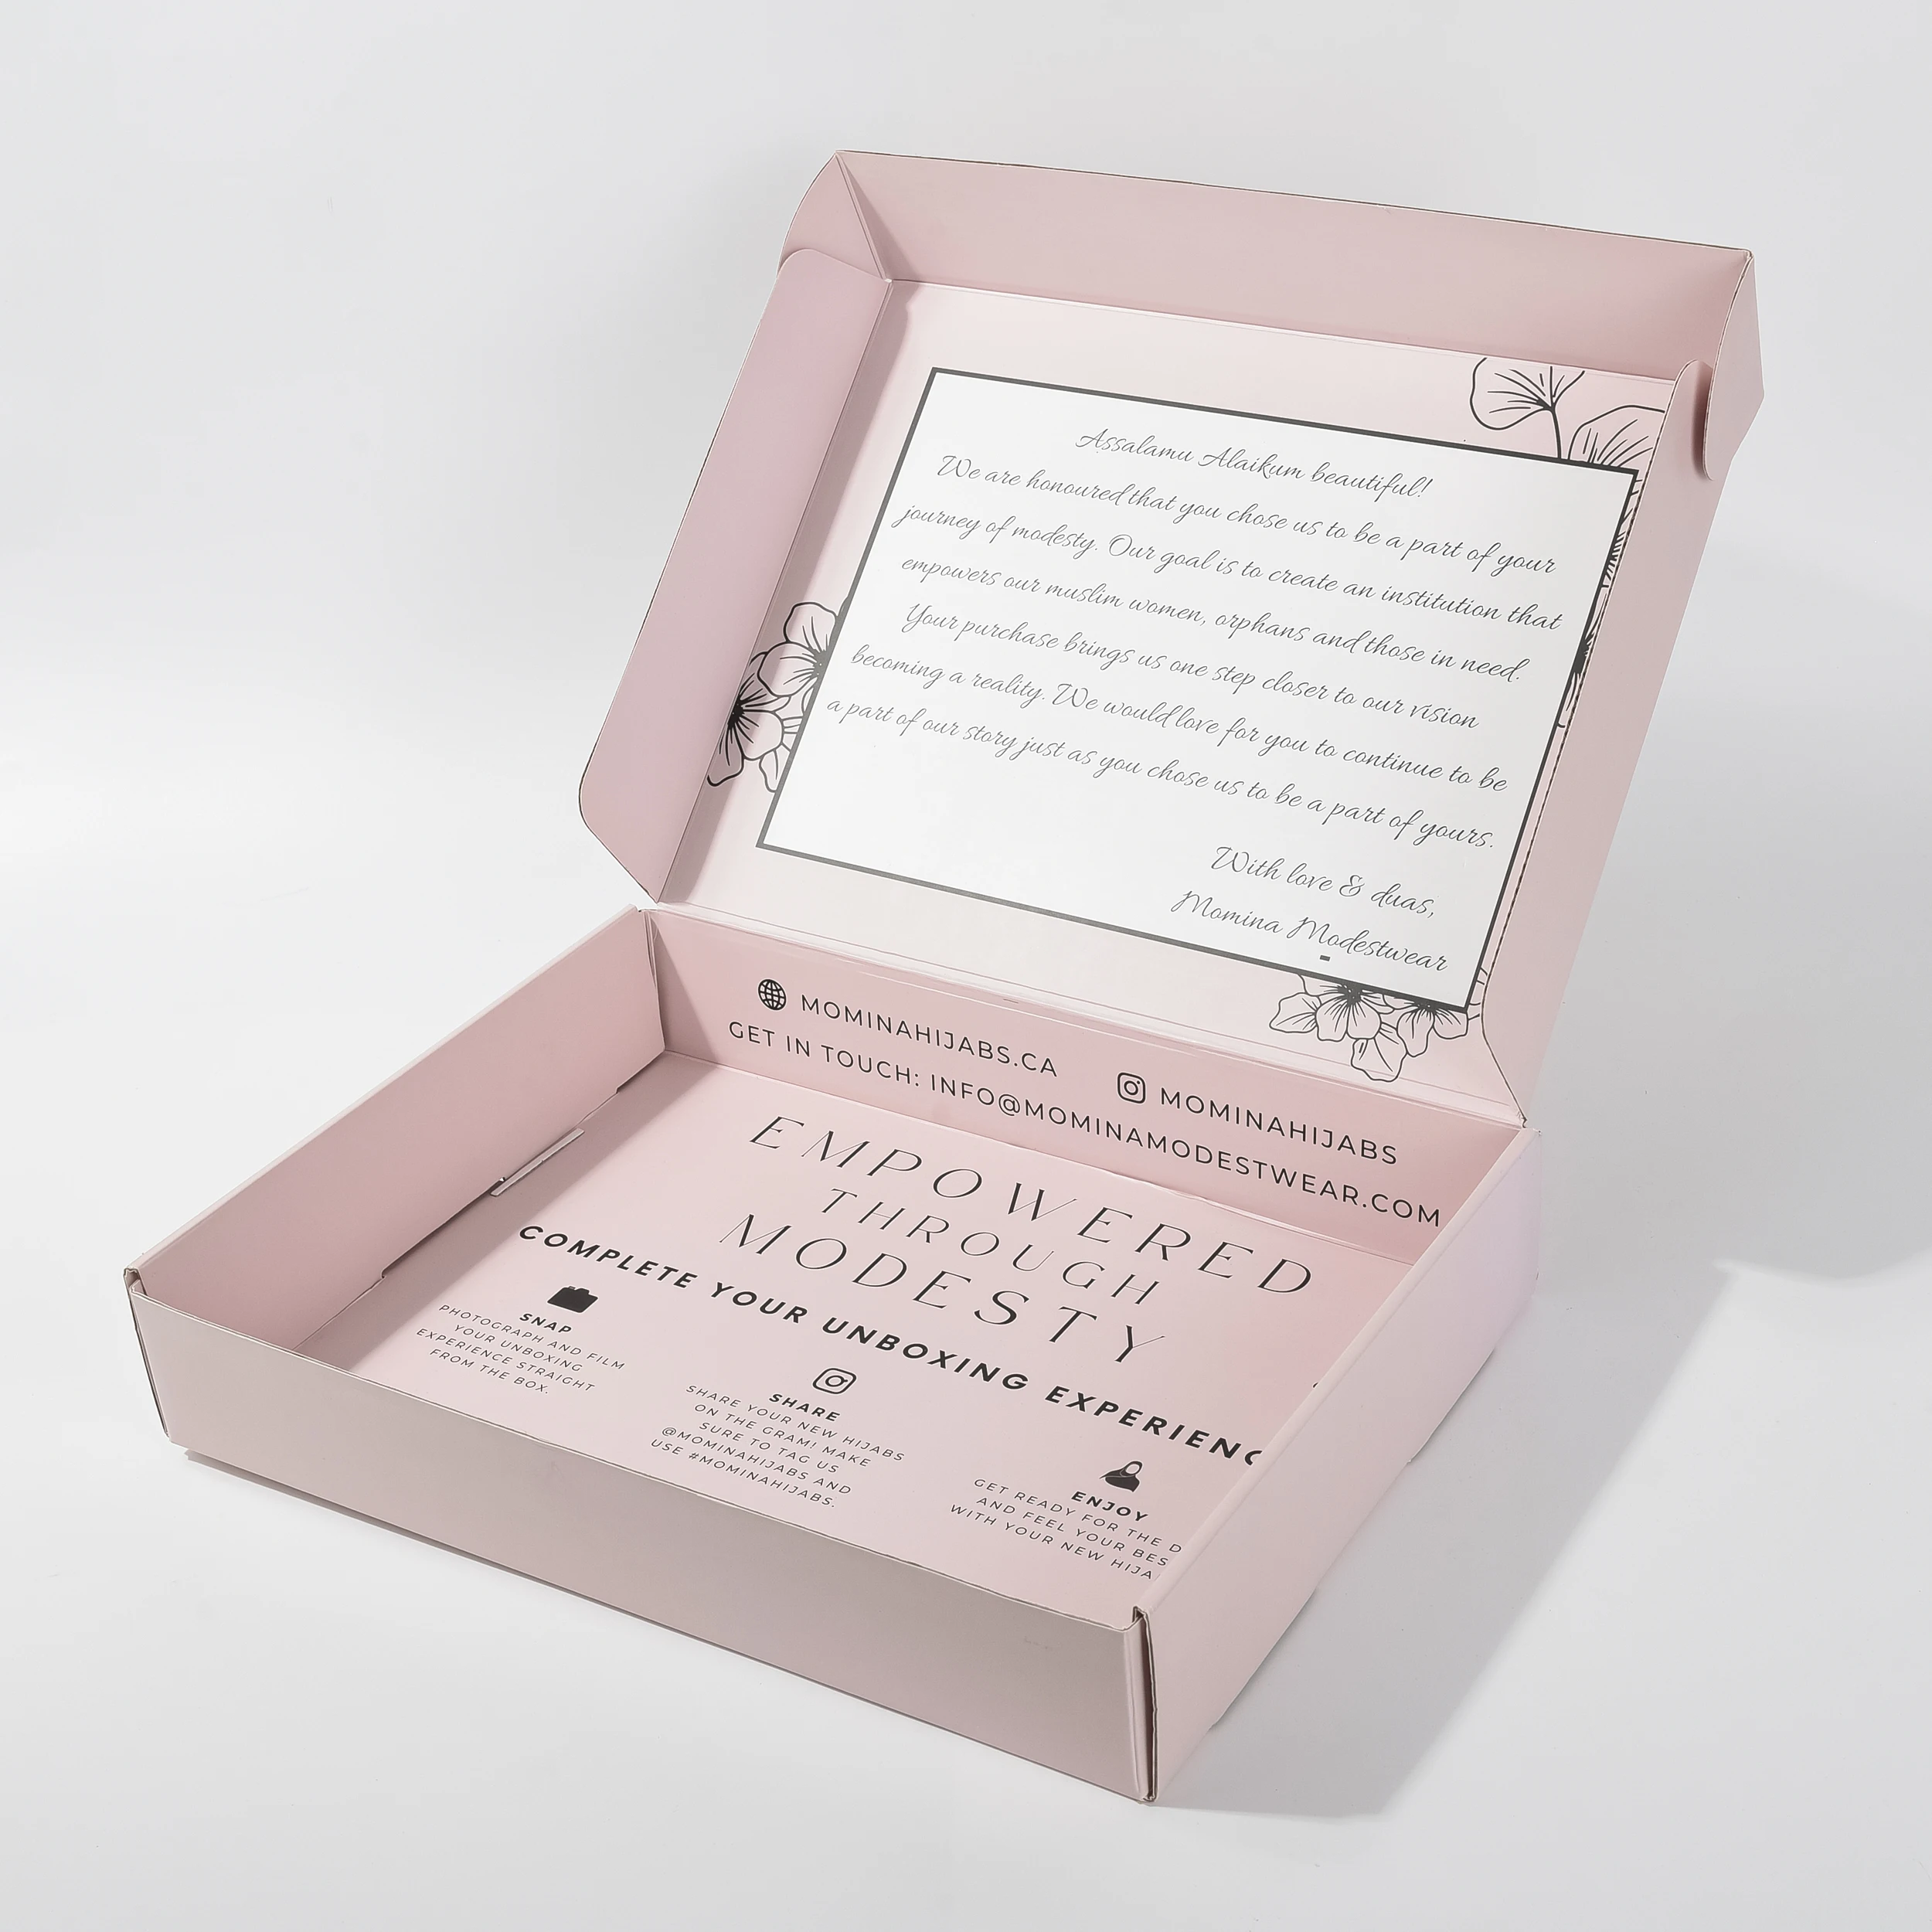 Assalamu Alaikum beautiful!
We are honoured that you chose us to be a part of your
journey of modesty. Our goal is to create an institution that
empowers our muslim women, orphans and those in need.
Your purchase brings us one step closer to our vision
becoming a reality. We would love for you to continue to be
a part of our story just as you chose us to be a part of yours.
With love & duas,
Momina Modestwear
MOMINAHIJABS.CA
MOMINAHIJABS
GET IN TOUCH: INFO@MOMINAMODESTWEAR.COM
EMPOWERED
THROUGH
MODESTY
COMPLETE YOUR UNBOXING EXPERIENC
SNAP
PHOTOGRAPH AND FILM
YOUR UNBOXING
EXPERIENCE STRAIGHT
FROM THE BOX.
SHARE
SHARE YOUR NEW HIJABS
ON THE GRAM! MAKE
SURE TO TAG US
@MOMINAHIJABS AND
USE #MOMINAHIJABS.
ENJOY
GET READY FOR THE D
AND FEEL YOUR BES
WITH YOUR NEW HIJA